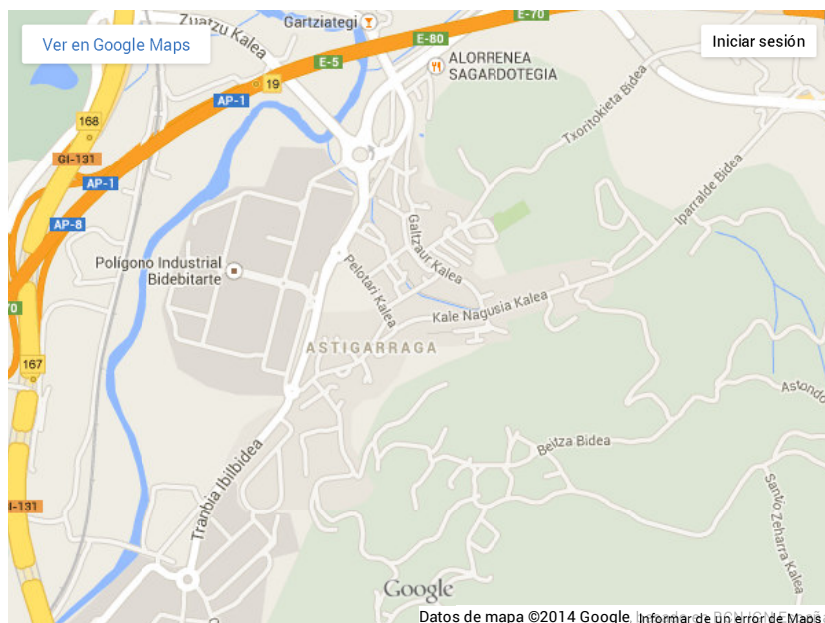 Zuatzu Kalea
Gartziategi
E-70
Ver en Google Maps
E-80
Iniciar sesión
E-5
ALORRENEA
SAGARDOTEGIA
19
AP-1
168
Txoritokieta Bidea
GI-131
AP-1
Iparralde Bidea
AP-8
Galtzaur Kalea
Polígono Industrial
Bidebitarte
Pelotari Kalea
70
Kale Nagusia Kalea
ASTIGARRAGA
167
Astondo
Beitza Bidea
Tranbia Ibilbidea
Santio Zeharra Kalea
I-131
Google
Datos de mapa ©2014 Google,
Informar de un error de Maps